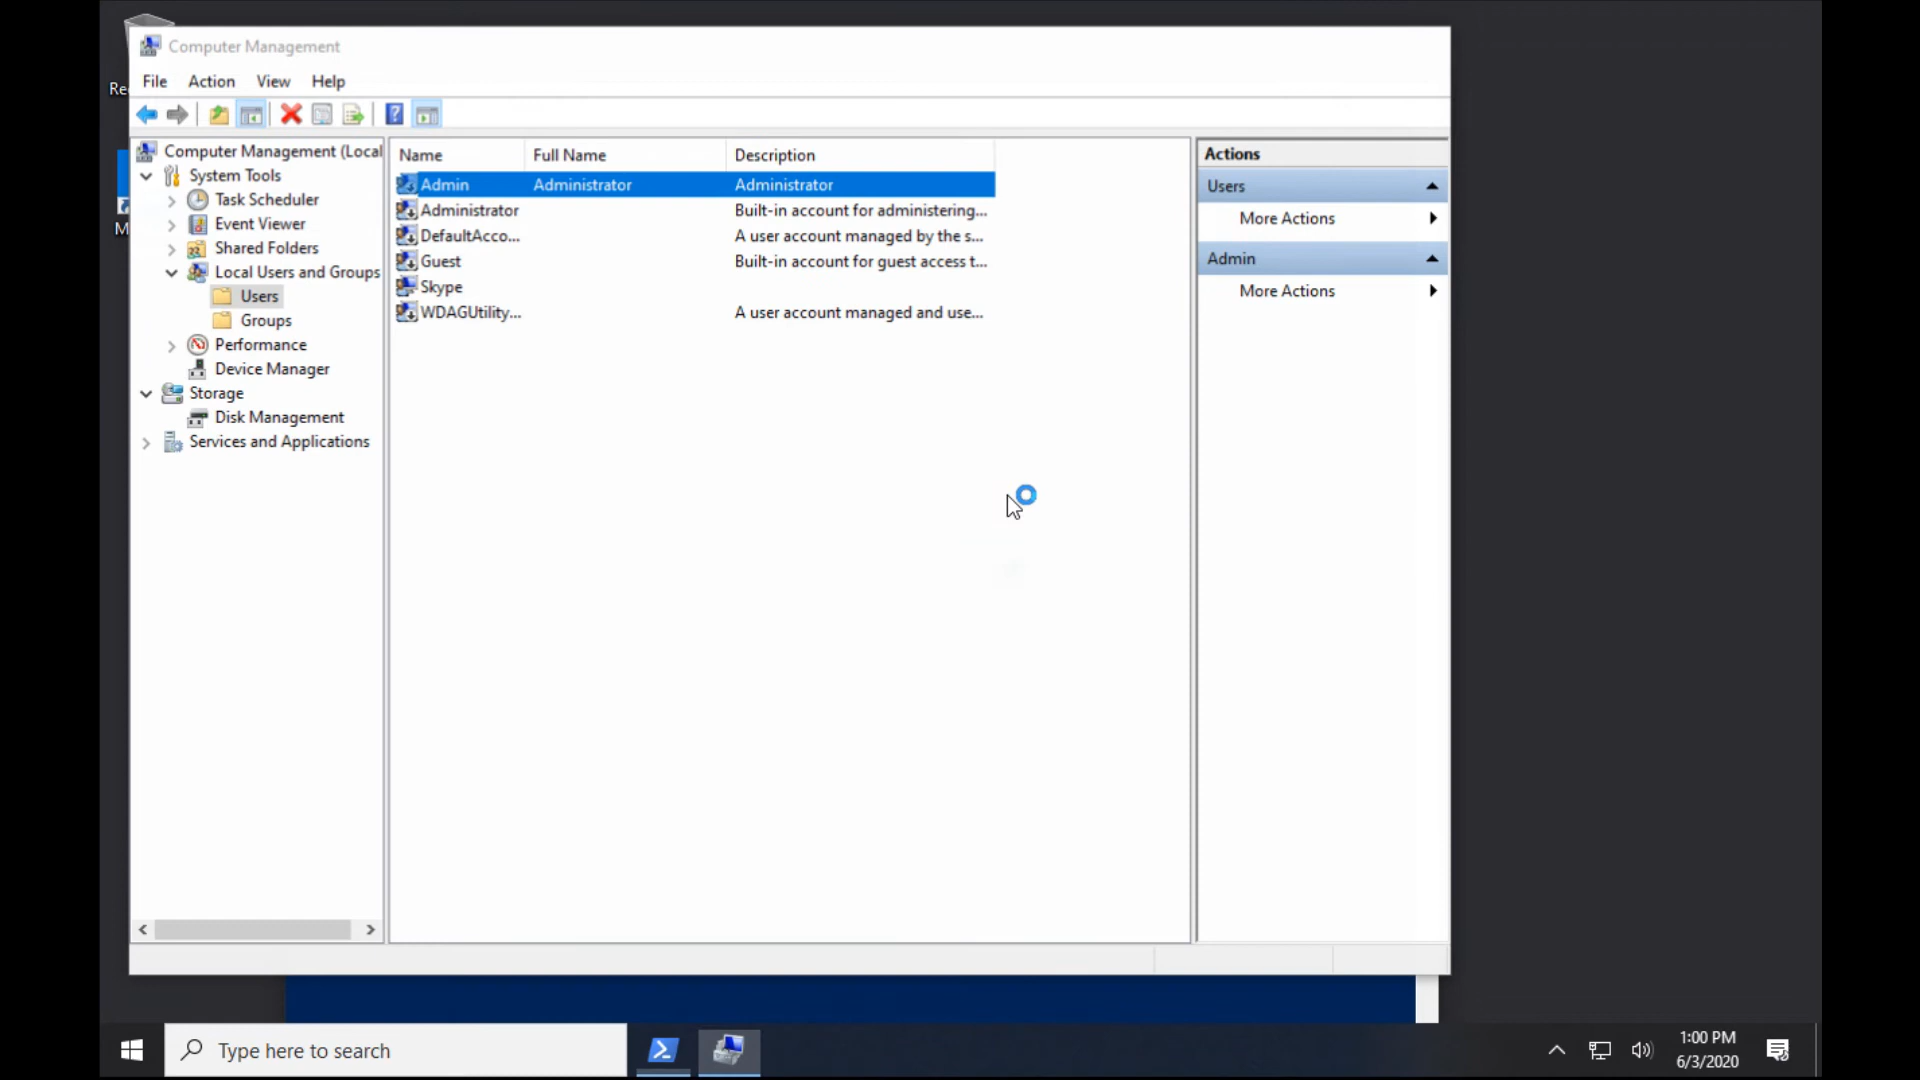 Re
M
Computer Management
File Action View Help
Computer Management (Local
System Tools
Task Scheduler
Event Viewer
Shared Folders
Local Users and Groups
Users
Groups
Performance
Device Manager
Storage
Disk Management
Services and Applications
Name Full Name Description
Admin Administrator Administrator
Administrator Built-in account for administering...
DefaultAcco... A user account managed by the s...
Guest Built-in account for guest access t...
Skype
WDAGUtility... A user account managed and use...
Actions
Users
More Actions
Admin
More Actions
Type here to search
1:00 PM
6/3/2020